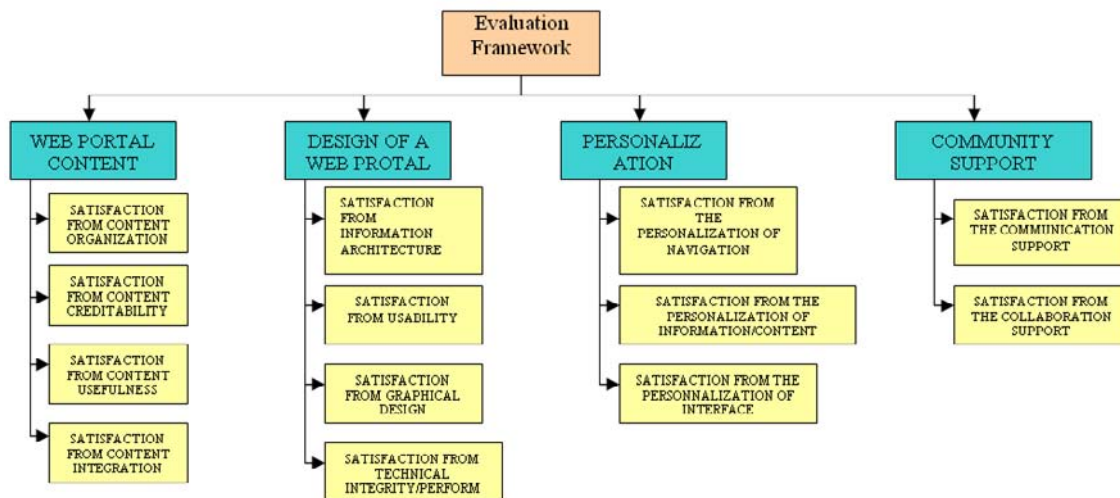 Evaluation
Framework
WEB PORTAL
CONTENT
SATISFACTION
FROM CONTENT
ORGANIZATION
SATISFACTION
FROM CONTENT
CREDITABILITY
SATISFACTION
FROM CONTENT
USEFULNESS
SATISFACTION
FROM CONTENT
INTEGRATION
DESIGN OF A
WEB PROTAL
SATISFACTION
FROM
INFORMATION
ARCHITECTURE
SATISFACTION
FROM USABILITY
SATISFACTION
FROM GRAPHICAL
DESIGN
SATISFACTION FROM
TECHNICAL
INTEGRITY/PERFORM
PERSONALIZ
ATION
SATISFACTION FROM
THE
PERSONALIZATION OF
NAVIGATION
SATISFACTION FROM THE
PERSONALIZATION OF
INFORMATION/CONTENT
SATISFACTION FROM THE
PERSONNALIZATION OF
INTERFACE
COMMUNITY
SUPPORT
SATISFACTION FROM
THE COMMUNICATION
SUPPORT
SATISFACTION FROM
THE COLLABORATION
SUPPORT